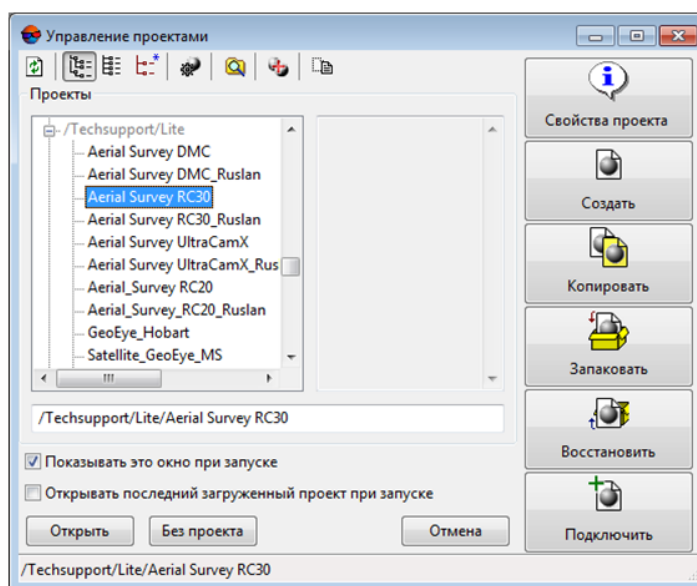 Управление проектами
Проекты
/Techsupport/Lite
Aerial Survey DMC
Aerial Survey DMC_Ruslan
Aerial Survey RC30
Aerial Survey RC30_Ruslan
Aerial Survey UltraCamX
Aerial Survey UltraCamX_Rus
Aerial_Survey RC20
Aerial_Survey_RC20_Ruslan
GeoEye_Hobart
Satellite_GeoEye_MS
/Techsupport/Lite/Aerial Survey RC30
Показывать это окно при запуске
Открывать последний загруженный проект при запуске
Открыть
Без проекта
Отмена
Свойства проекта
Создать
Копировать
Запаковать
Восстановить
Подключить
/Techsupport/Lite/Aerial Survey RC30